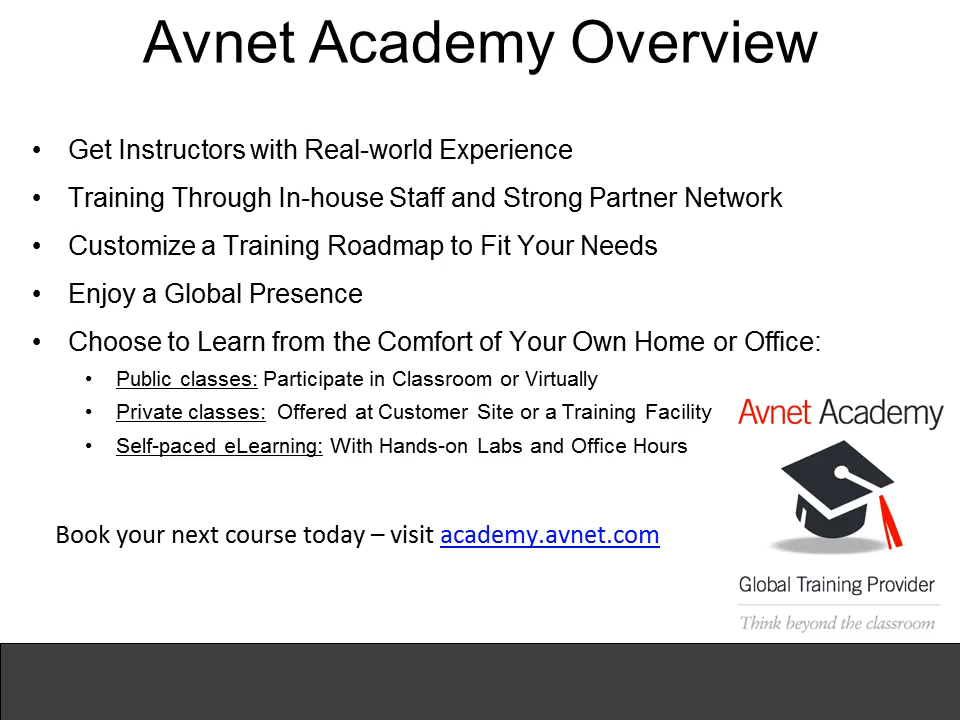 Avnet Academy Overview
• Get Instructors with Real-world Experience
• Training Through In-house Staff and Strong Partner Network
• Customize a Training Roadmap to Fit Your Needs
• Enjoy a Global Presence
• Choose to Learn from the Comfort of Your Own Home or Office:
• Public classes: Participate in Classroom or Virtually
• Private classes: Offered at Customer Site or a Training Facility
• Self-paced eLearning: With Hands-on Labs and Office Hours
Book your next course today – visit academy.avnet.com
Avnet Academy
Global Training Provider
Think beyond the classroom